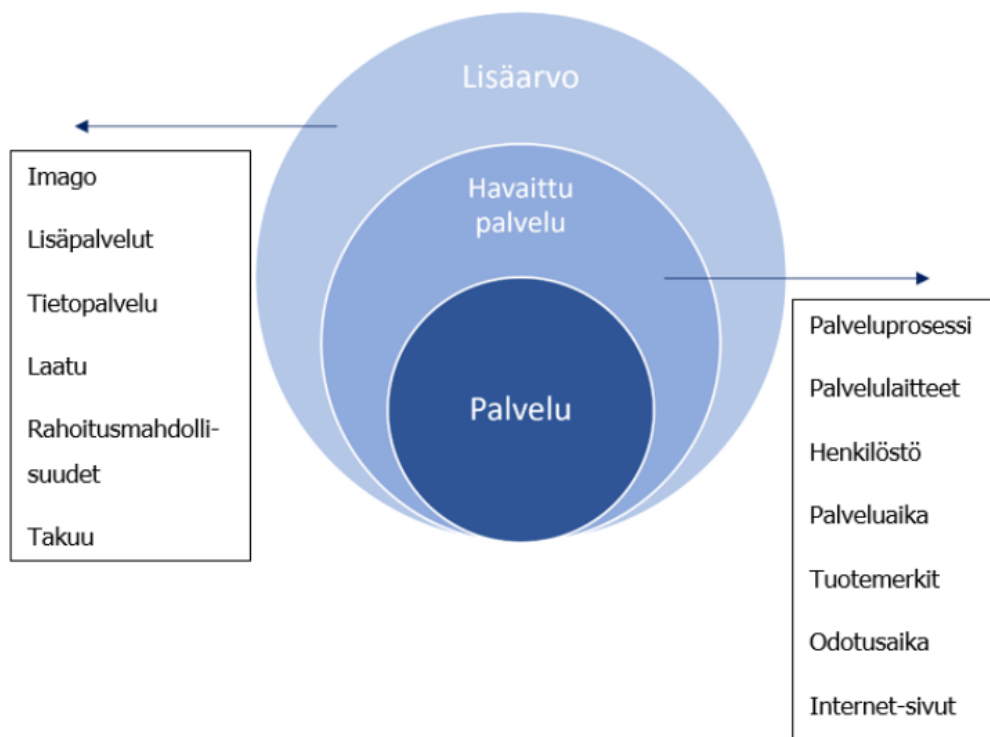 Lisäarvo
Havaittu
palvelu
Palvelu
Imago
Lisäpalvelut
Tietopalvelu
Laatu
Rahoitusmahdolli-
suudet
Takuu
Palveluprosessi
Palvelulaitteet
Henkilöstö
Palveluaika
Tuotemerkit
Odotusaika
Internet-sivut